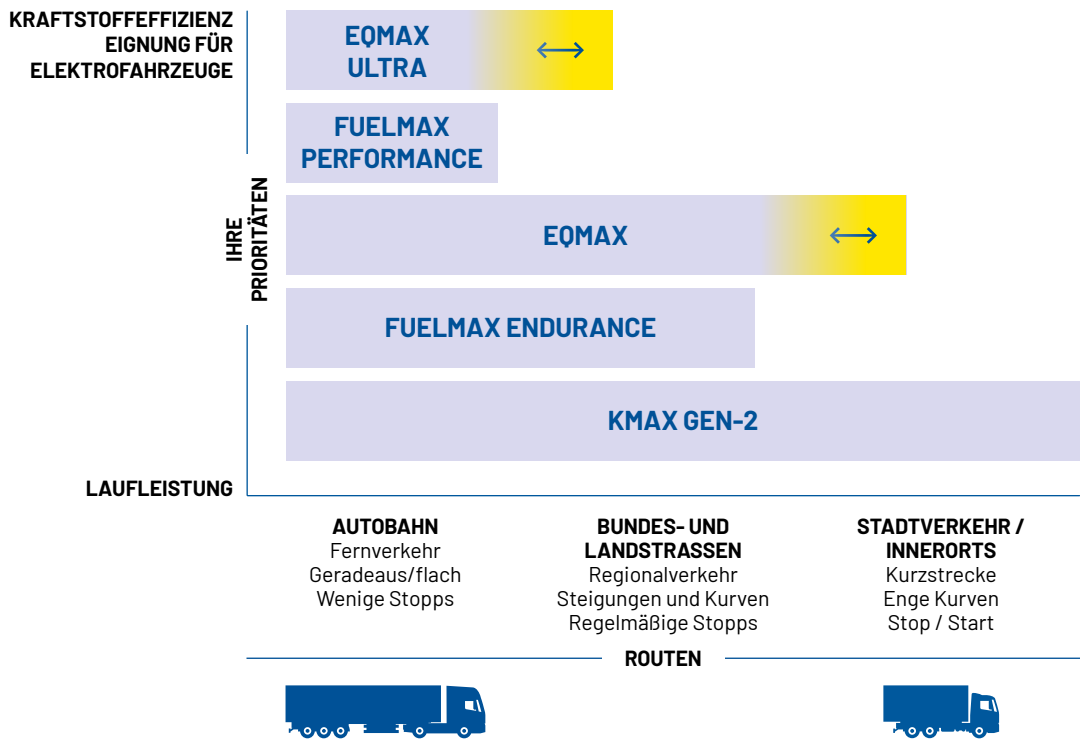 KRAFTSTOFFEFFIZIENZ
EIGNUNG FÜR
ELEKTROFAHRZEUGE
EQMAX
ULTRA
FUELMAX
PERFORMANCE
IHRE
PRIORITÄTEN
EQMAX
FUELMAX ENDURANCE
KMAX GEN-2
LAUFLEISTUNG
AUTOBAHN
Fernverkehr
Geradeaus/flach
Wenige Stopps
BUNDES- UND
LANDSTRASSEN
Regionalverkehr
Steigungen und Kurven
Regelmäßige Stopps
STADTVERKEHR /
INNERORTS
Kurzstrecke
Enge Kurven
Stop / Start
ROUTEN